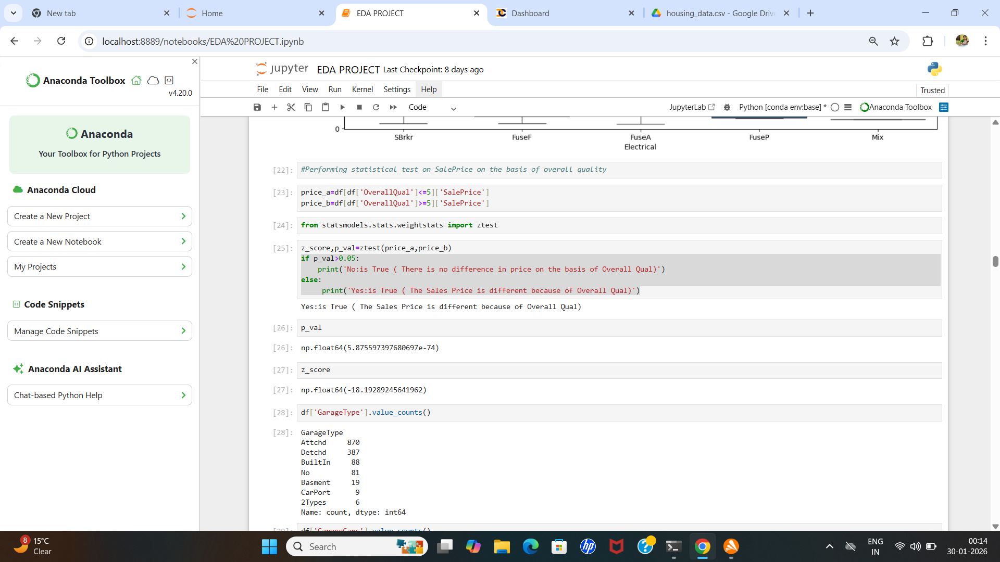 New tab
Home
EDA PROJECT
Dashboard
housing_data.csv - Google Driv
localhost:8889/notebooks/EDA%20PROJECT.ipynb
Anaconda Toolbox
v4.20.0
Anaconda
Your Toolbox for Python Projects
Anaconda Cloud
Create a New Project
Create a New Notebook
My Projects
Code Snippets
Manage Code Snippets
Anaconda AI Assistant
Chat-based Python Help
jupyter EDA PROJECT Last Checkpoint: 8 days ago
File Edit View Run Kernel Settings Help
Trusted
Code
JupyterLab
Python [conda env:base] *
Anaconda Toolbox
0
SBrkr FuseF FuseA FuseP Mix
Electrical
[22]: #Performing statistical test on SalePrice on the basis of overall quality
[23]: price_a=df[df['OverallQual']<=5]['SalePrice']
price_b=df[df['OverallQual']>=5]['SalePrice']
[24]: from statsmodels.stats.weightstats import ztest
[25]: z_score,p_val=ztest(price_a,price_b)
if p_val>0.05:
    print('No:is True ( There is no difference in price on the basis of Overall Qual)')
else:
     print('Yes:is True ( The Sales Price is different because of Overall Qual)')
Yes:is True ( The Sales Price is different because of Overall Qual)
[26]: p_val
[26]: np.float64(5.875597397680697e-74)
[27]: z_score
[27]: np.float64(-18.19289245641962)
[28]: df['GarageType'].value_counts()
[28]: GarageType
Attchd     870
Detchd     387
BuiltIn     88
No          81
Basment     19
CarPort      9
2Types       6
Name: count, dtype: int64
[29]: df['GarageCars'].value_counts()
8
15°C
Clear
Search
hp
ENG
IN
00:14
30-01-2026